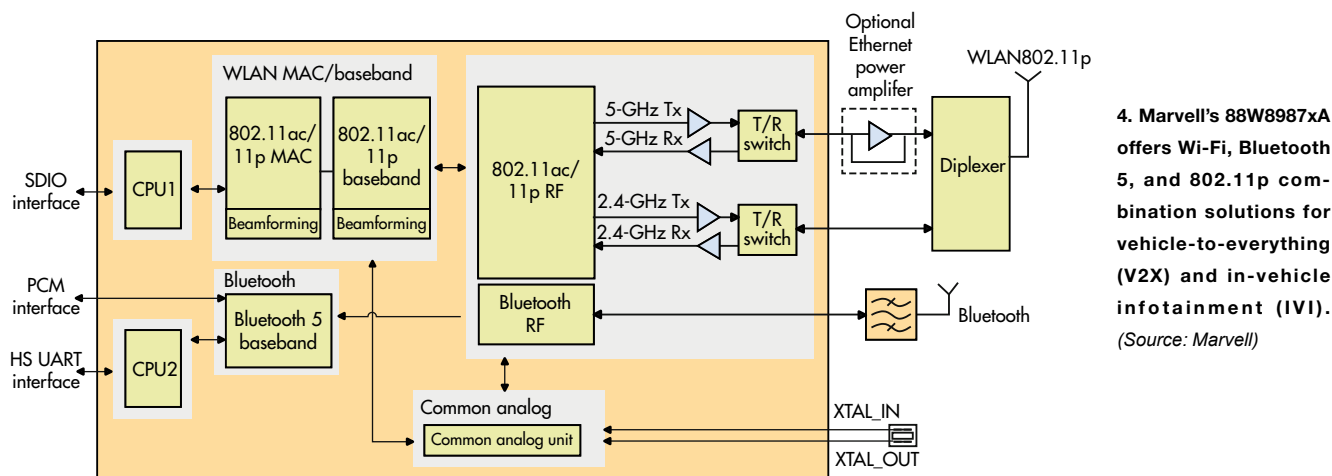 Optional
Ethernet
power
amplifer
WLAN802.11p
WLAN MAC/baseband
802.11ac/
11p MAC
Beamforming
802.11ac/
11p
baseband
Beamforming
802.11ac/
11p RF
5-GHz Tx
5-GHz Rx
T/R
switch
2.4-GHz Tx
2.4-GHz Rx
T/R
switch
Diplexer
SDIO
interface
CPU1
PCM
interface
Bluetooth
Bluetooth 5
baseband
Bluetooth
RF
Bluetooth
HS UART
interface
CPU2
Common analog
Common analog unit
XTAL_IN
XTAL_OUT
4. Marvell's 88W8987xA
offers Wi-Fi, Bluetooth
5, and 802.11p com-
bination solutions for
vehicle-to-everything
(V2X) and in-vehicle
infotainment (IVI).
(Source: Marvell)